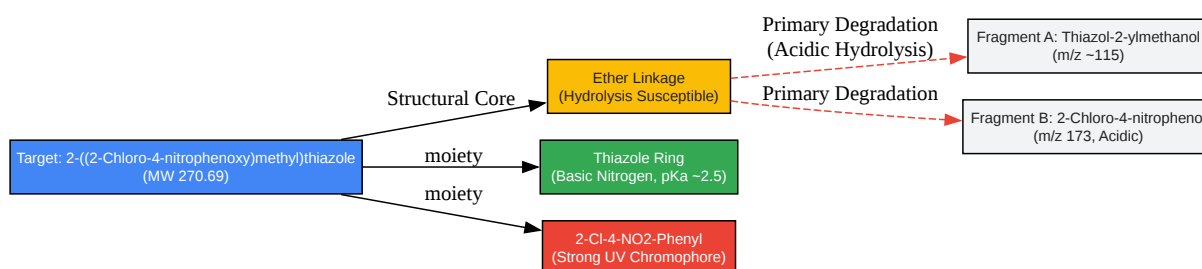 Primary Degradation
(Acidic Hydrolysis)
Fragment A: Thiazol-2-ylmethanol
(m/z ~115)
Ether Linkage
(Hydrolysis Susceptible)
Structural Core
Primary Degradation
Fragment B: 2-Chloro-4-nitropheno
(m/z 173, Acidic)
Target: 2-((2-Chloro-4-nitrophenoxy)methyl)thiazole
(MW 270.69)
moiety
Thiazole Ring
(Basic Nitrogen, pKa ~2.5)
moiety
2-Cl-4-NO2-Phenyl
(Strong UV Chromophore)